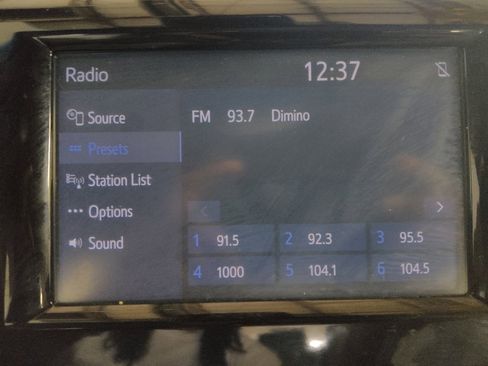 Radio 12:37
Source
FM 93.7 Dimino
Presets
Station List
Options
Sound
1 91.5 2 92.3 3 95.5
4 1000 5 104.1 6 104.5